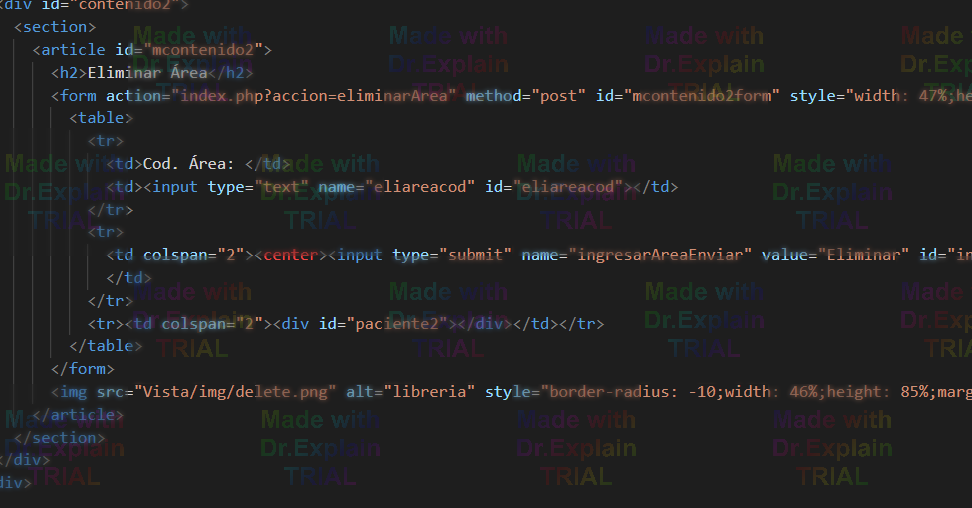 <div id="contenido2">
<section>
<article id="mcontenido2">
<h2>Eliminar Área</h2>
<form action="index.php?accion=eliminarArea" method="post" id="mcontenido2form" style="width: 47%;he
<table>
<tr>
<td>Cod. Área: </td>
<td><input type="text" name="eliareacod" id="eliareacod"></td>
</tr>
<tr>
<td colspan="2"><center><input type="submit" name="ingresarAreaEnviar" value="Eliminar" id="in
</td>
</tr>
<tr><td colspan="2"><div id="paciente2"></div></td></tr>
</table>
</form>
<img src="Vista/img/delete.png" alt="libreria" style="border-radius: -10;width: 46%;height: 85%;marg
</article>
</section>
</div>
div>
Made with Made with Made with Made with
Dr.Explain Dr.Explain Dr.Explain Dr.Ex
TRIAL TRIAL TRIAL TRI
Made with Made with Made with Made with
Dr.Explain Dr.Explain Dr.Explain Dr.Explain
TRIAL TRIAL TRIAL TRIAL
Made with Made with Made with Made with
Dr.Explain Dr.Explain Dr.Explain Dr.Ex
TRIAL TRIAL TRIAL TRI
Made with Made with Made with Made with
Dr.Explain Dr.Explain Dr.Explain Dr.Explain
TRIAL TRIAL TRIAL TRIAL